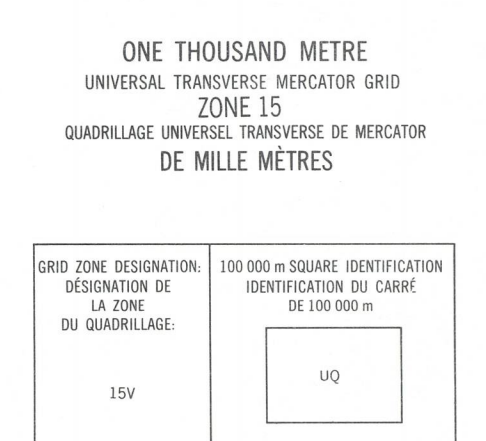 ONE THOUSAND METRE
UNIVERSAL TRANSVERSE MERCATOR GRID
ZONE 15
QUADRILLAGE UNIVERSEL TRANSVERSE DE MERCATOR
DE MILLE MÈTRES
GRID ZONE DESIGNATION:
DÉSIGNATION DE
LA ZONE
DU QUADRILLAGE:
15V
100 000 m SQUARE IDENTIFICATION
IDENTIFICATION DU CARRÉ
DE 100 000 m
UQ